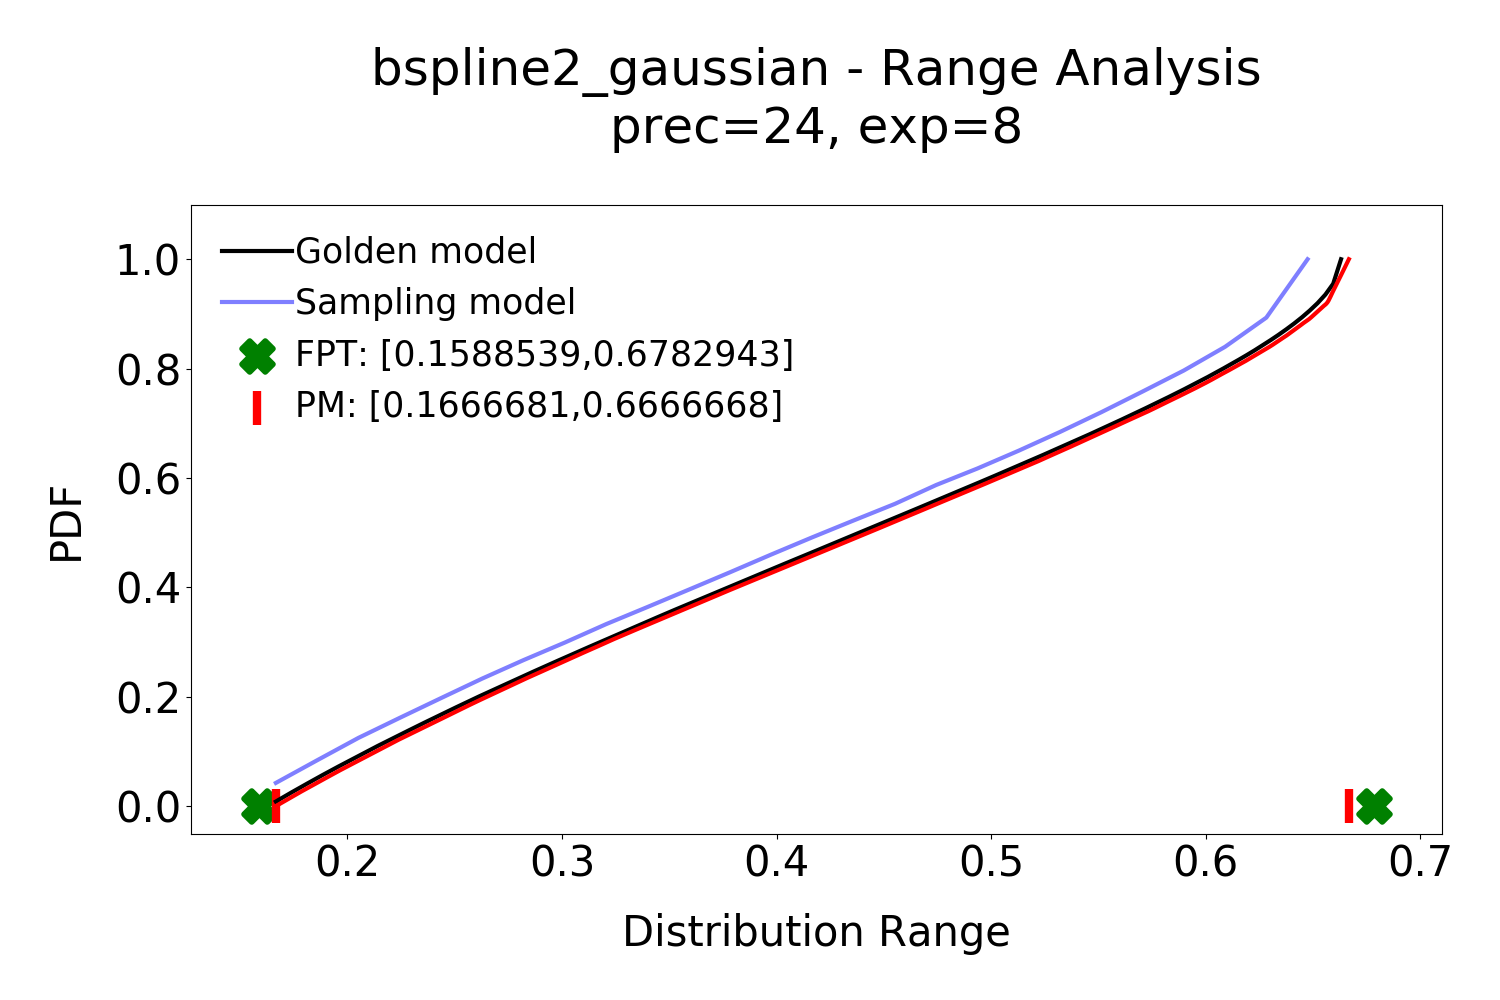 bspline2_gaussian - Range Analysis
prec=24, exp=8
Golden model
Sampling model
FPT: [0.1588539,0.6782943]
PM: [0.1666681,0.6666668]
1.0
0.8
0.6
0.4
0.2
0.0
PDF
0.2 0.3 0.4 0.5 0.6 0.7
Distribution Range